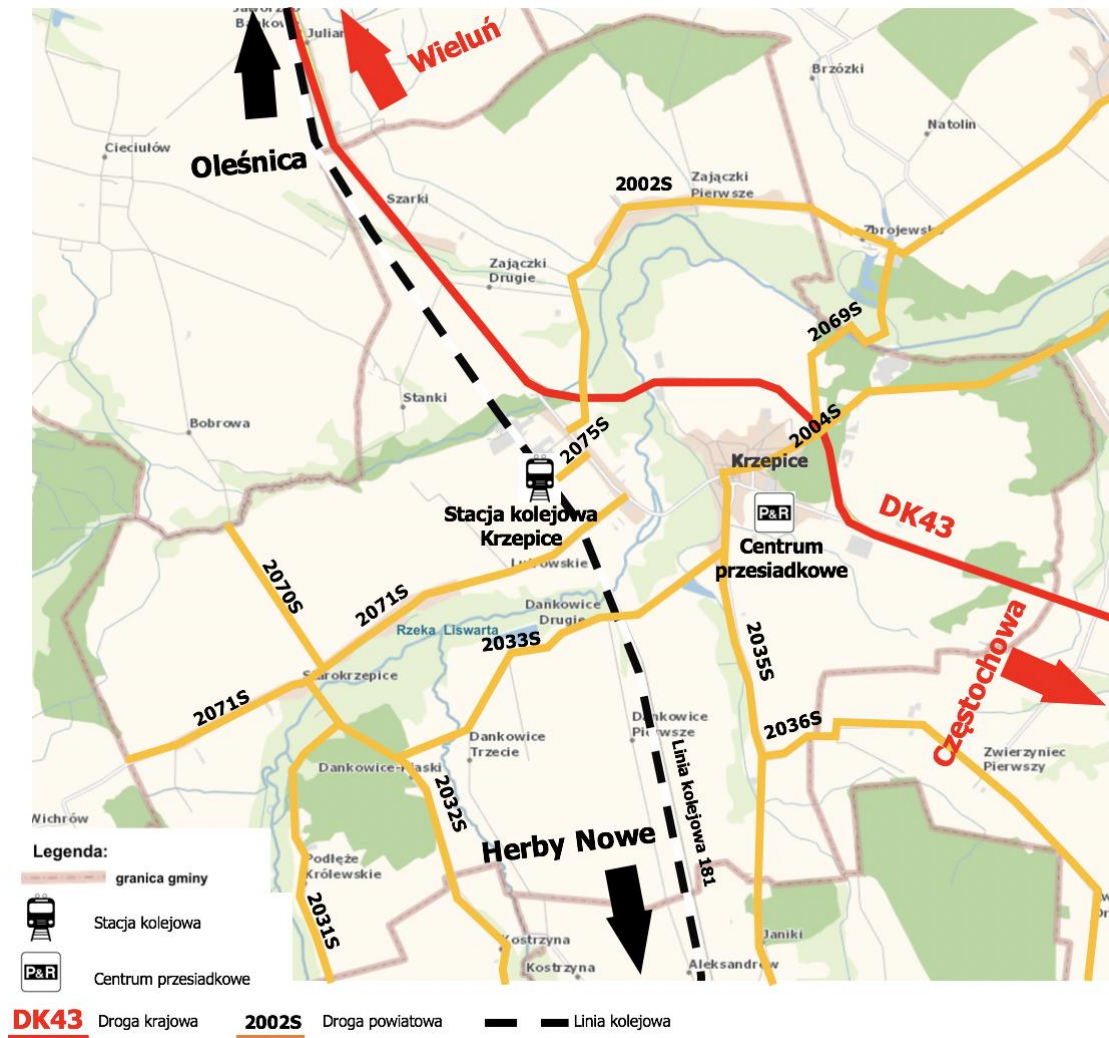 Julian
Wieluń
Brzózki
Natolin
Cieciułów
Oleśnica
2002S
Zajączki
Pierwsze
Szarki
Zbrojewsko
Zajączki
Drugie
2069S
Stanki
Bobrowa
2004S
2075S
Krzepice
Stacja kolejowa
Krzepice
P&R
DK43
Centrum
przesiadkowe
2070S
2071S
Dankowice
Drugie
Rzeka Liswarta
2033S
2035S
Częstochowa
Starokrzepice
2071S
Dankowice
Pierwsze
2036S
Dankowice
Trzecie
Zwierzyniec
Pierwszy
Linia kolejowa 181
2032S
Wichrów
Herby Nowe
Podłęże
Królewskie
2031S
Kostrzyna
Kostrzyna
Janiki
Aleksandrów
Legenda:
granica gminy
Stacja kolejowa
P&R
Centrum przesiadkowe
DK43 Droga krajowa 2002S Droga powiatowa Linia kolejowa